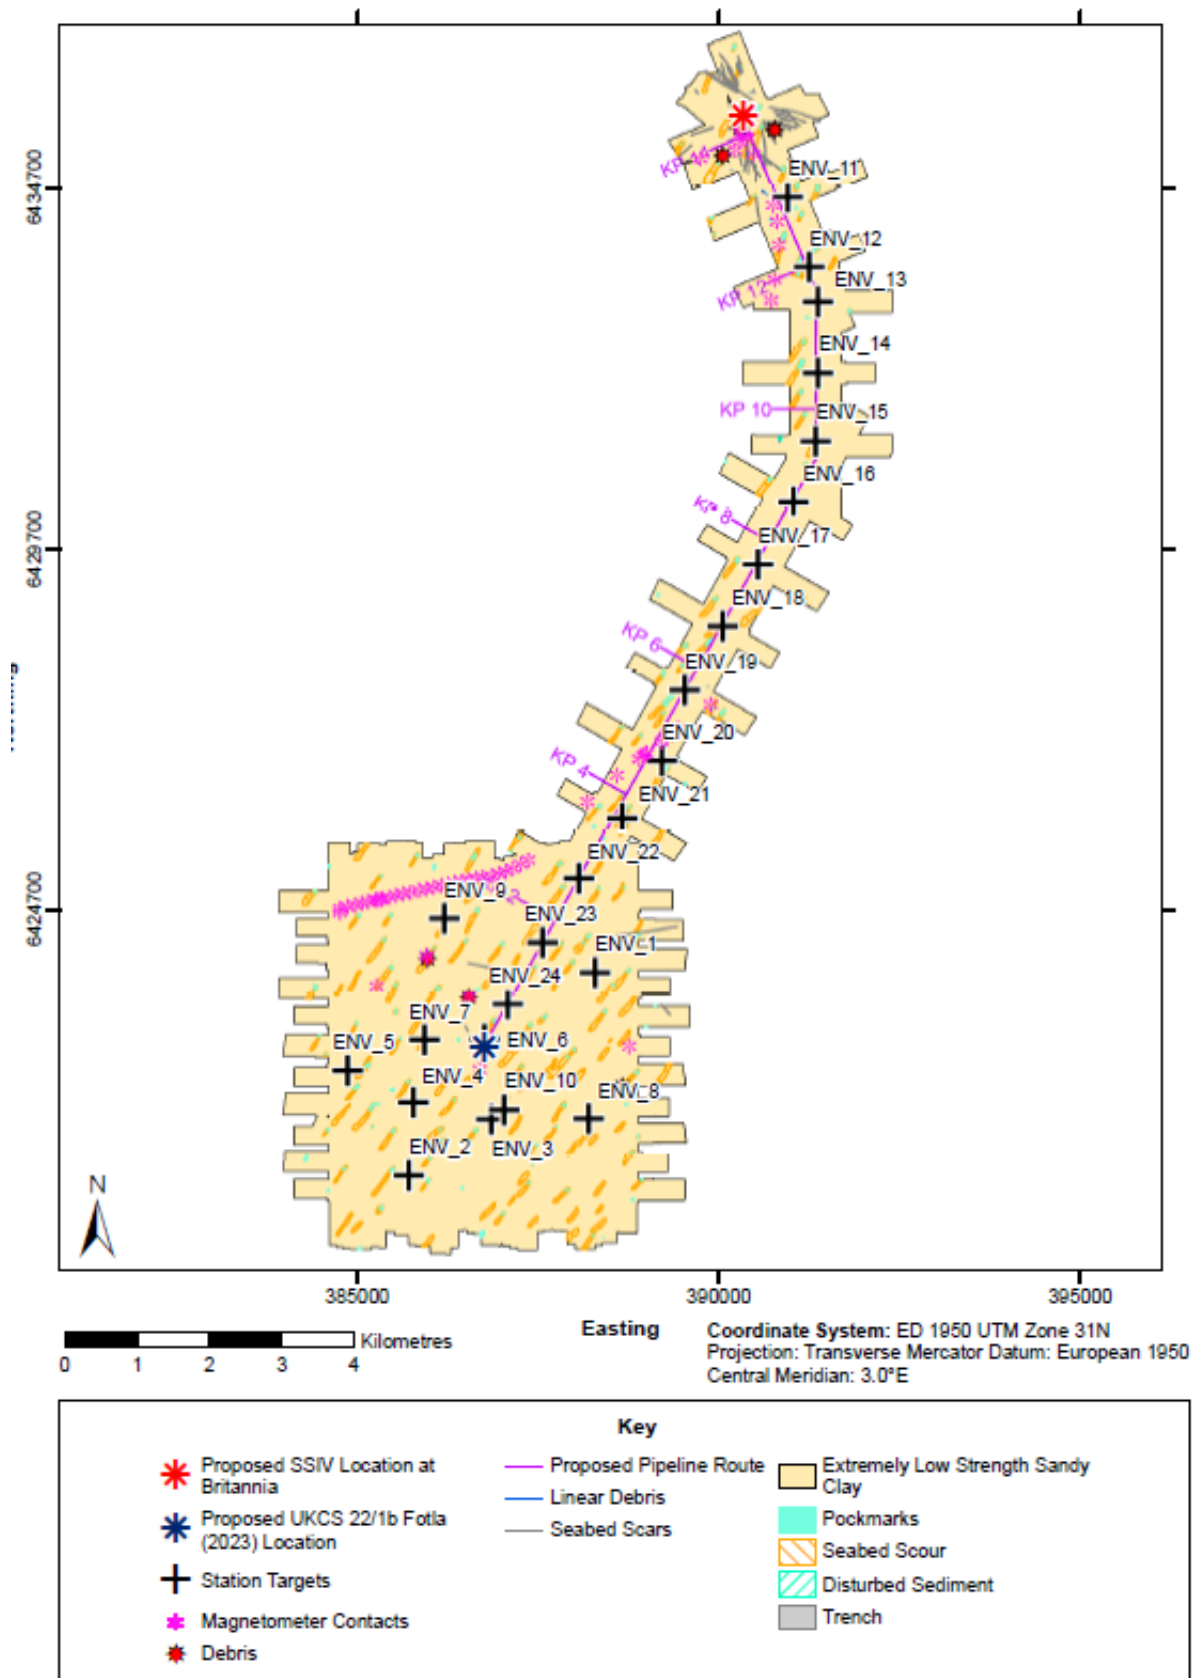 KP 14
ENV_11
6434700
ENV_12
ENV_13
KP 12
ENV_14
KP 10
ENV_15
ENV_16
KP 8
ENV_17
6429700
ENV_18
KP 6
ENV_19
ENV_20
KP 4
ENV_21
ENV_22
ENV_9
6424700
ENV_23
ENV_1
ENV_24
ENV_7
ENV_5
ENV_6
ENV_4
ENV_10
ENV_8
ENV_2
ENV_3
N
385000
390000
395000
Easting
Kilometres
0 1 2 3 4
Coordinate System: ED 1950 UTM Zone 31N
Projection: Transverse Mercator Datum: European 1950
Central Meridian: 3.0°E
Key
Proposed SSIV Location at
Britannia
Proposed UKCS 22/1b Fotla
(2023) Location
Station Targets
Magnetometer Contacts
Debris
Proposed Pipeline Route
Linear Debris
Seabed Scars
Extremely Low Strength Sandy
Clay
Pockmarks
Seabed Scour
Disturbed Sediment
Trench